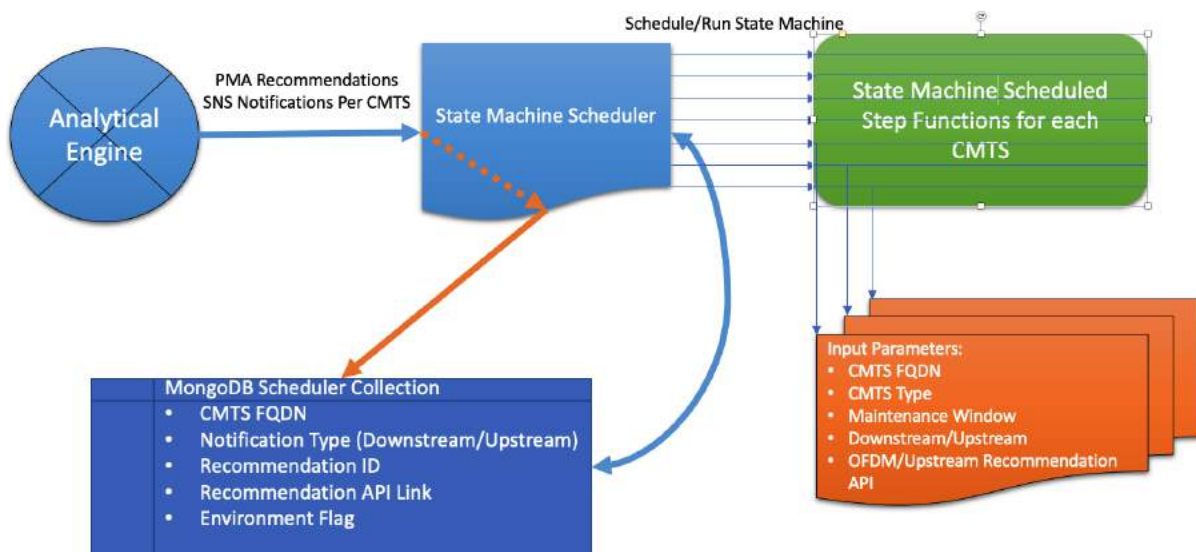 Schedule/Run State Machine
Analytical
Engine
PMA Recommendations
SNS Notifications Per CMTS
State Machine Scheduler
State Machine Scheduled
Step Functions for each
CMTS
MongoDB Scheduler Collection
• CMTS FQDN
• Notification Type (Downstream/Upstream)
• Recommendation ID
• Recommendation API Link
• Environment Flag
Input Parameters:
• CMTS FQDN
• CMTS Type
• Maintenance Window
• Downstream/Upstream
• OFDM/Upstream Recommendation
API